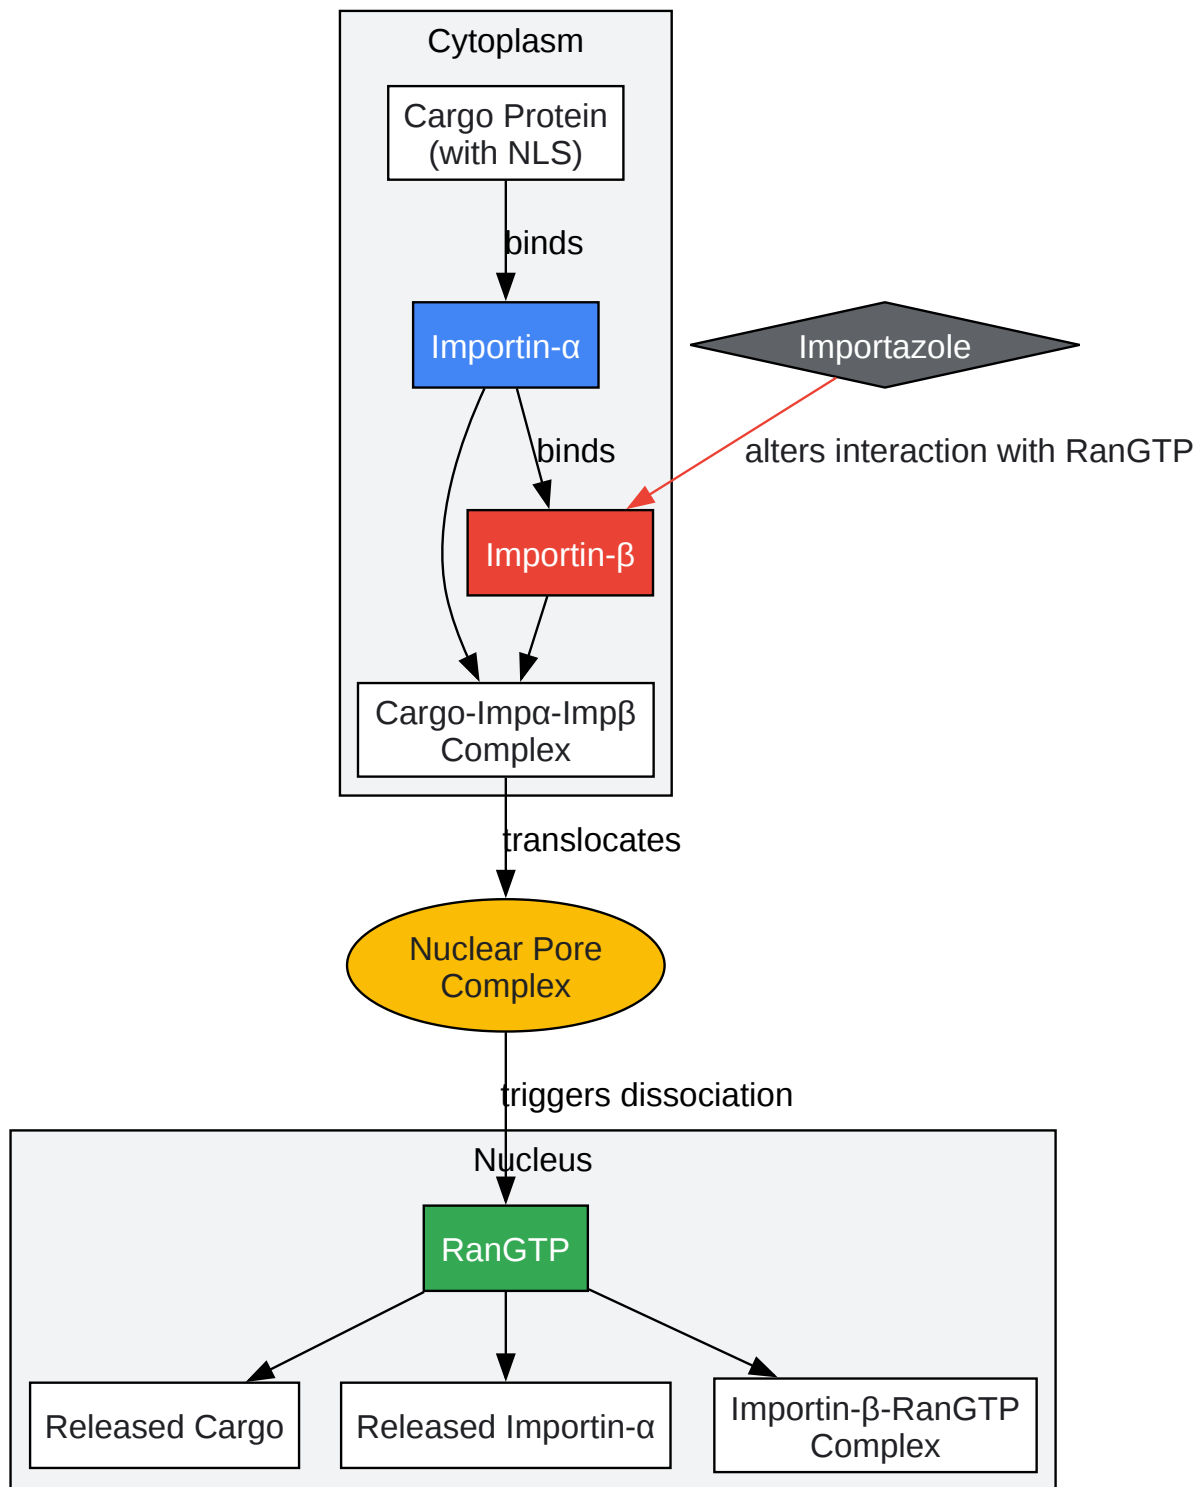 Cytoplasm
Cargo Protein
(with NLS)
binds
Importin-α
Importazole
binds
alters interaction with RanGTP
Importin-β
Cargo-Impα-Impβ
Complex
translocates
Nuclear Pore
Complex
triggers dissociation
Nucleus
RanGTP
Released Cargo
Released Importin-α
Importin-β-RanGTP
Complex